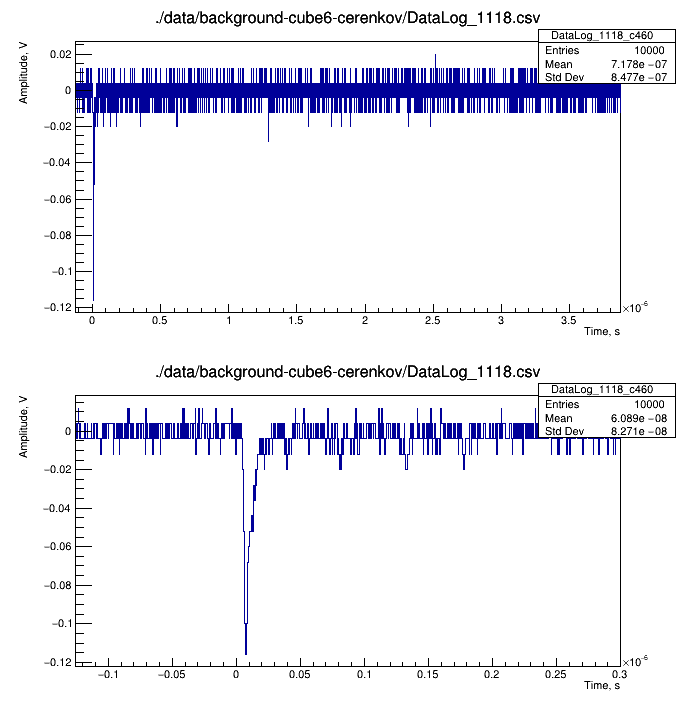 ./data/background-cube6-cerenkov/DataLog_1118.csv
DataLog_1118_c460
Entries 10000
Mean 7.178e −07
Std Dev 8.477e −07
Amplitude, V
0.02
0
−0.02
−0.04
−0.06
−0.08
−0.1
−0.12
0 0.5 1 1.5 2 2.5 3 3.5
×10⁻⁶
Time, s
./data/background-cube6-cerenkov/DataLog_1118.csv
DataLog_1118_c460
Entries 10000
Mean 6.089e −08
Std Dev 8.271e −08
Amplitude, V
0
−0.02
−0.04
−0.06
−0.08
−0.1
−0.12
−0.1 −0.05 0 0.05 0.1 0.15 0.2 0.25 0.3
×10⁻⁶
Time, s